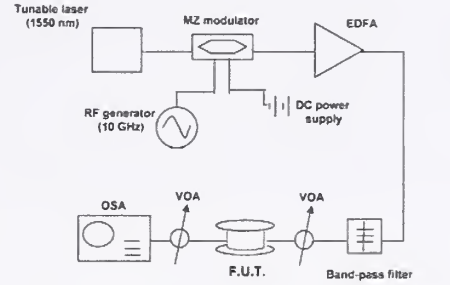 Tunable laser
(1550 nm)
MZ modulator
EDFA
RF generator
(10 GHz)
DC power
supply
OSA
VOA
VOA
F.U.T.
Band-pass filter